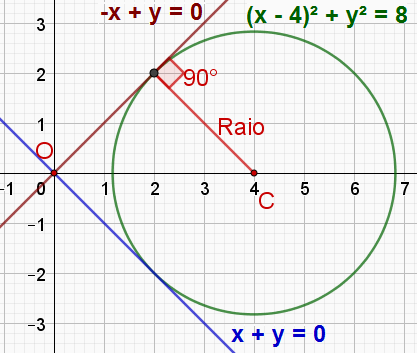 -x + y = 0
(x - 4)² + y² = 8
3
2
90°
1
Raio
O
-1
0
1
2
3
4
5
6
7
C
-1
-2
-3
x + y = 0